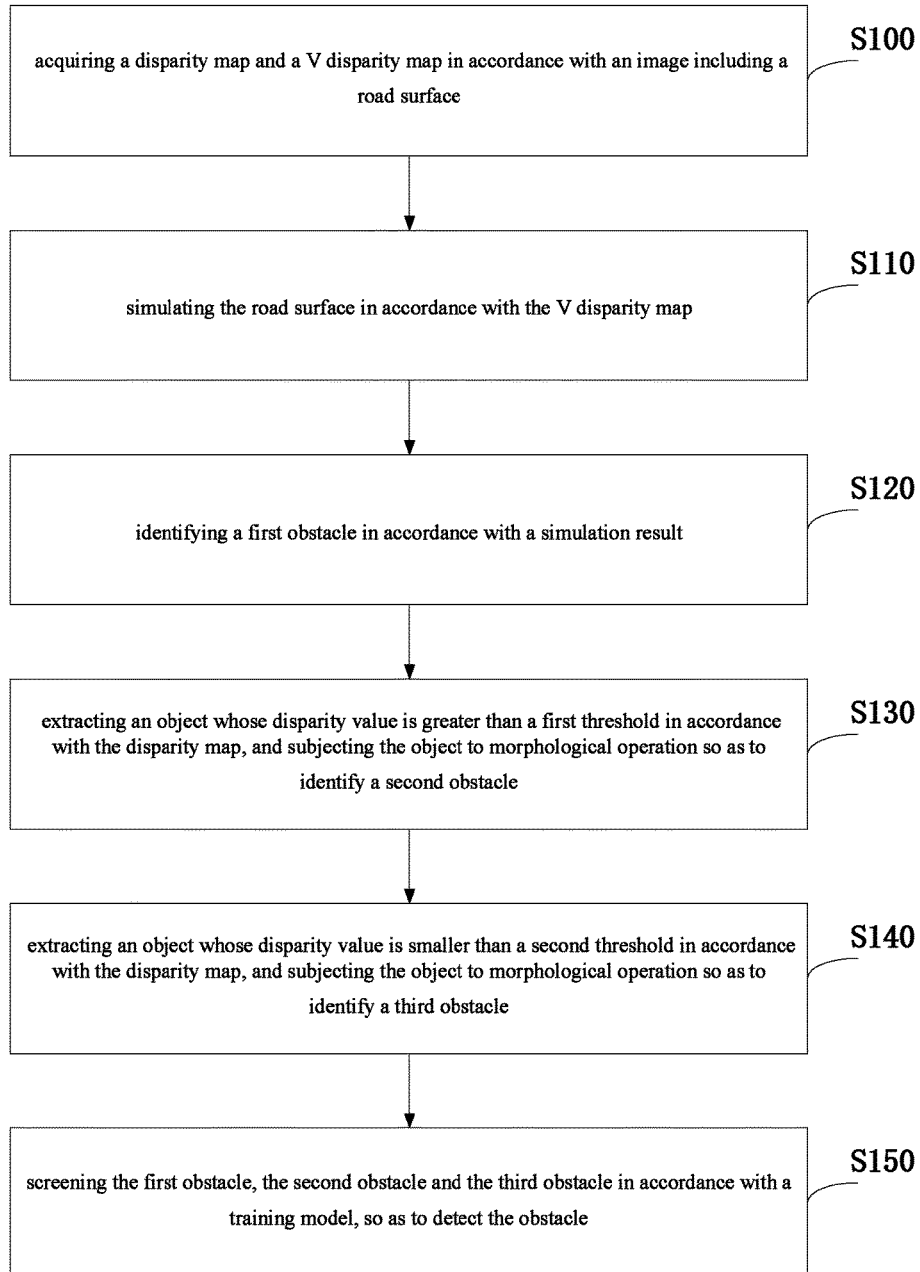 S100
acquiring a disparity map and a V disparity map in accordance with an image including a
road surface
S110
simulating the road surface in accordance with the V disparity map
S120
identifying a first obstacle in accordance with a simulation result
S130
extracting an object whose disparity value is greater than a first threshold in accordance
with the disparity map, and subjecting the object to morphological operation so as to
identify a second obstacle
S140
extracting an object whose disparity value is smaller than a second threshold in accordance
with the disparity map, and subjecting the object to morphological operation so as to
identify a third obstacle
S150
screening the first obstacle, the second obstacle and the third obstacle in accordance with a
training model, so as to detect the obstacle